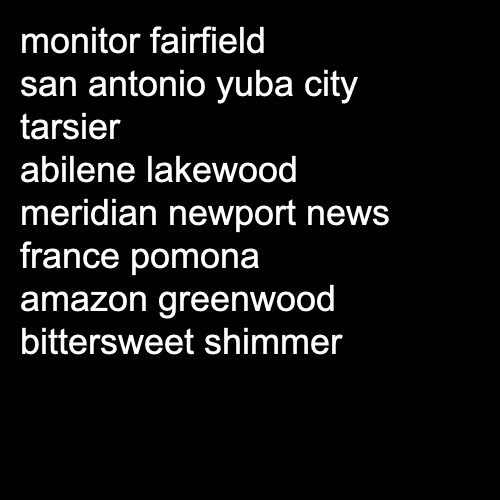 monitor fairfield
san antonio yuba city
tarsier
abilene lakewood
meridian newport news
france pomona
amazon greenwood
bittersweet shimmer